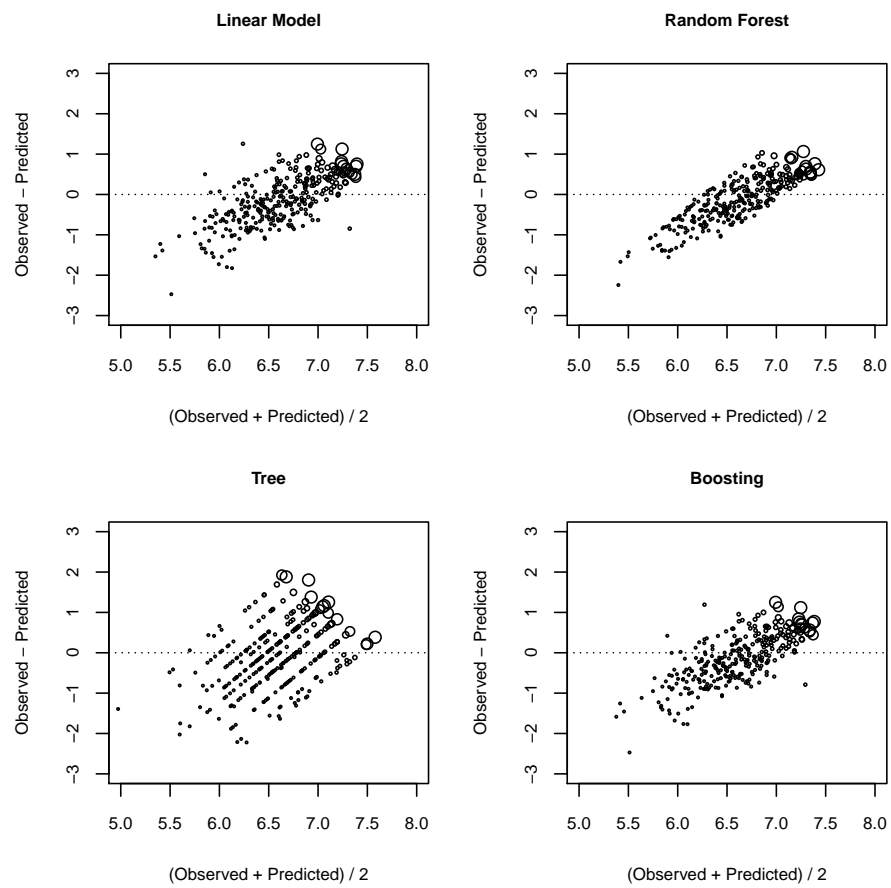 Linear Model
Observed − Predicted
3
2
1
0
−1
−2
−3
5.0 5.5 6.0 6.5 7.0 7.5 8.0
(Observed + Predicted) / 2
Random Forest
Observed − Predicted
3
2
1
0
−1
−2
−3
5.0 5.5 6.0 6.5 7.0 7.5 8.0
(Observed + Predicted) / 2
Tree
Observed − Predicted
3
2
1
0
−1
−2
−3
5.0 5.5 6.0 6.5 7.0 7.5 8.0
(Observed + Predicted) / 2
Boosting
Observed − Predicted
3
2
1
0
−1
−2
−3
5.0 5.5 6.0 6.5 7.0 7.5 8.0
(Observed + Predicted) / 2